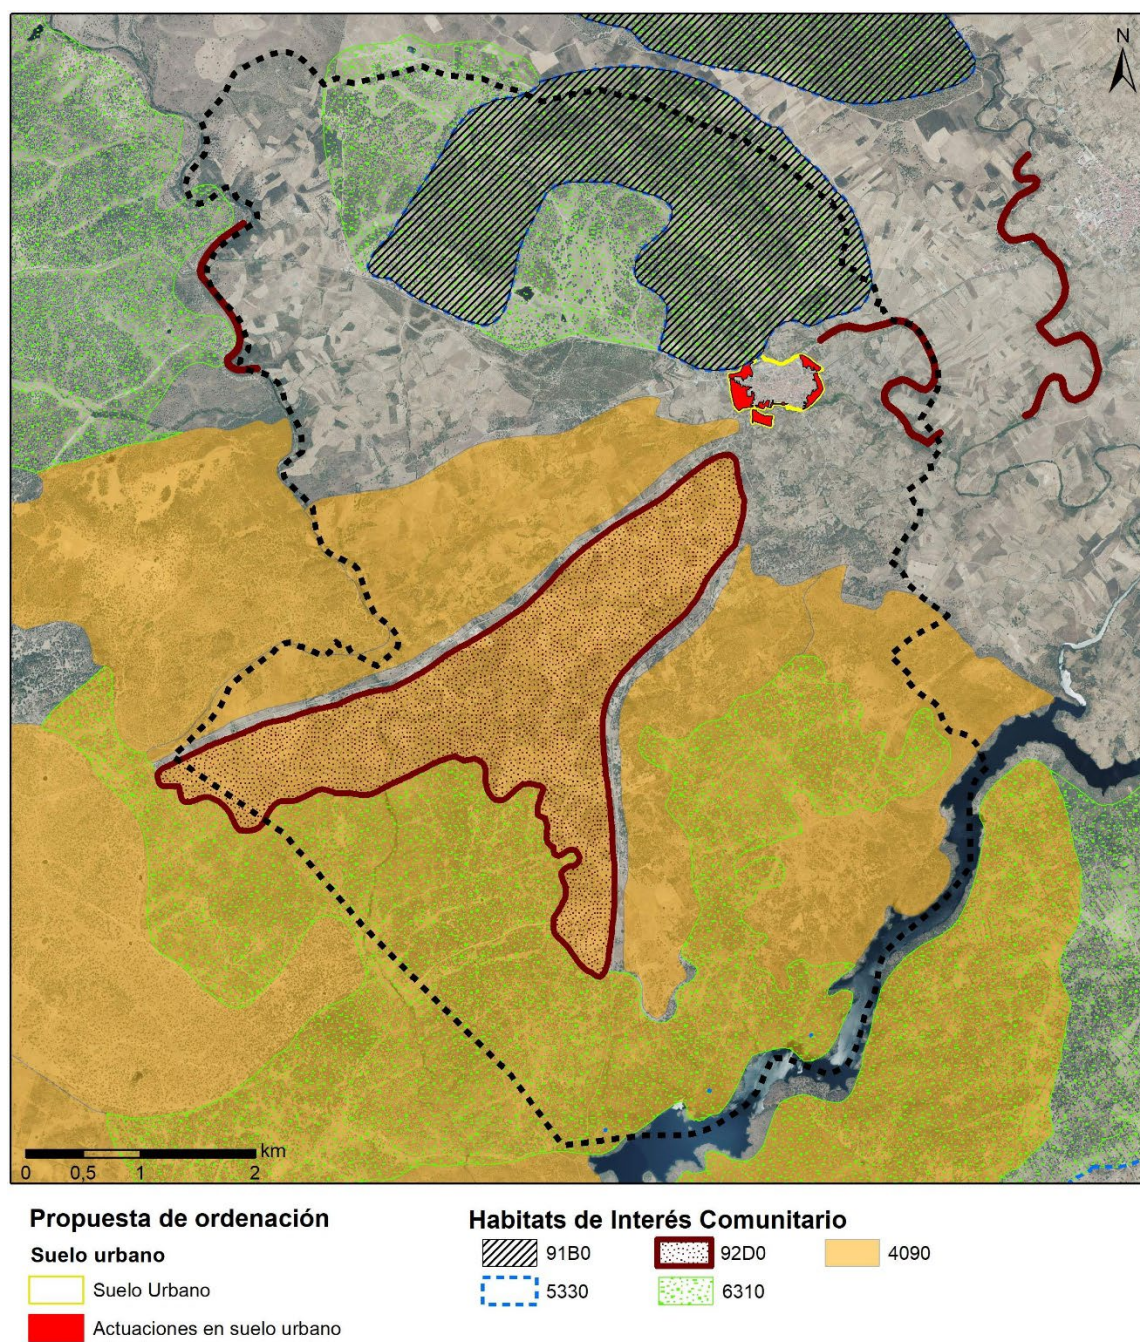 N
km
0 0,5 1 2
Propuesta de ordenación
Suelo urbano
Suelo Urbano
Actuaciones en suelo urbano
Habitats de Interés Comunitario
91B0 92D0 4090
5330 6310